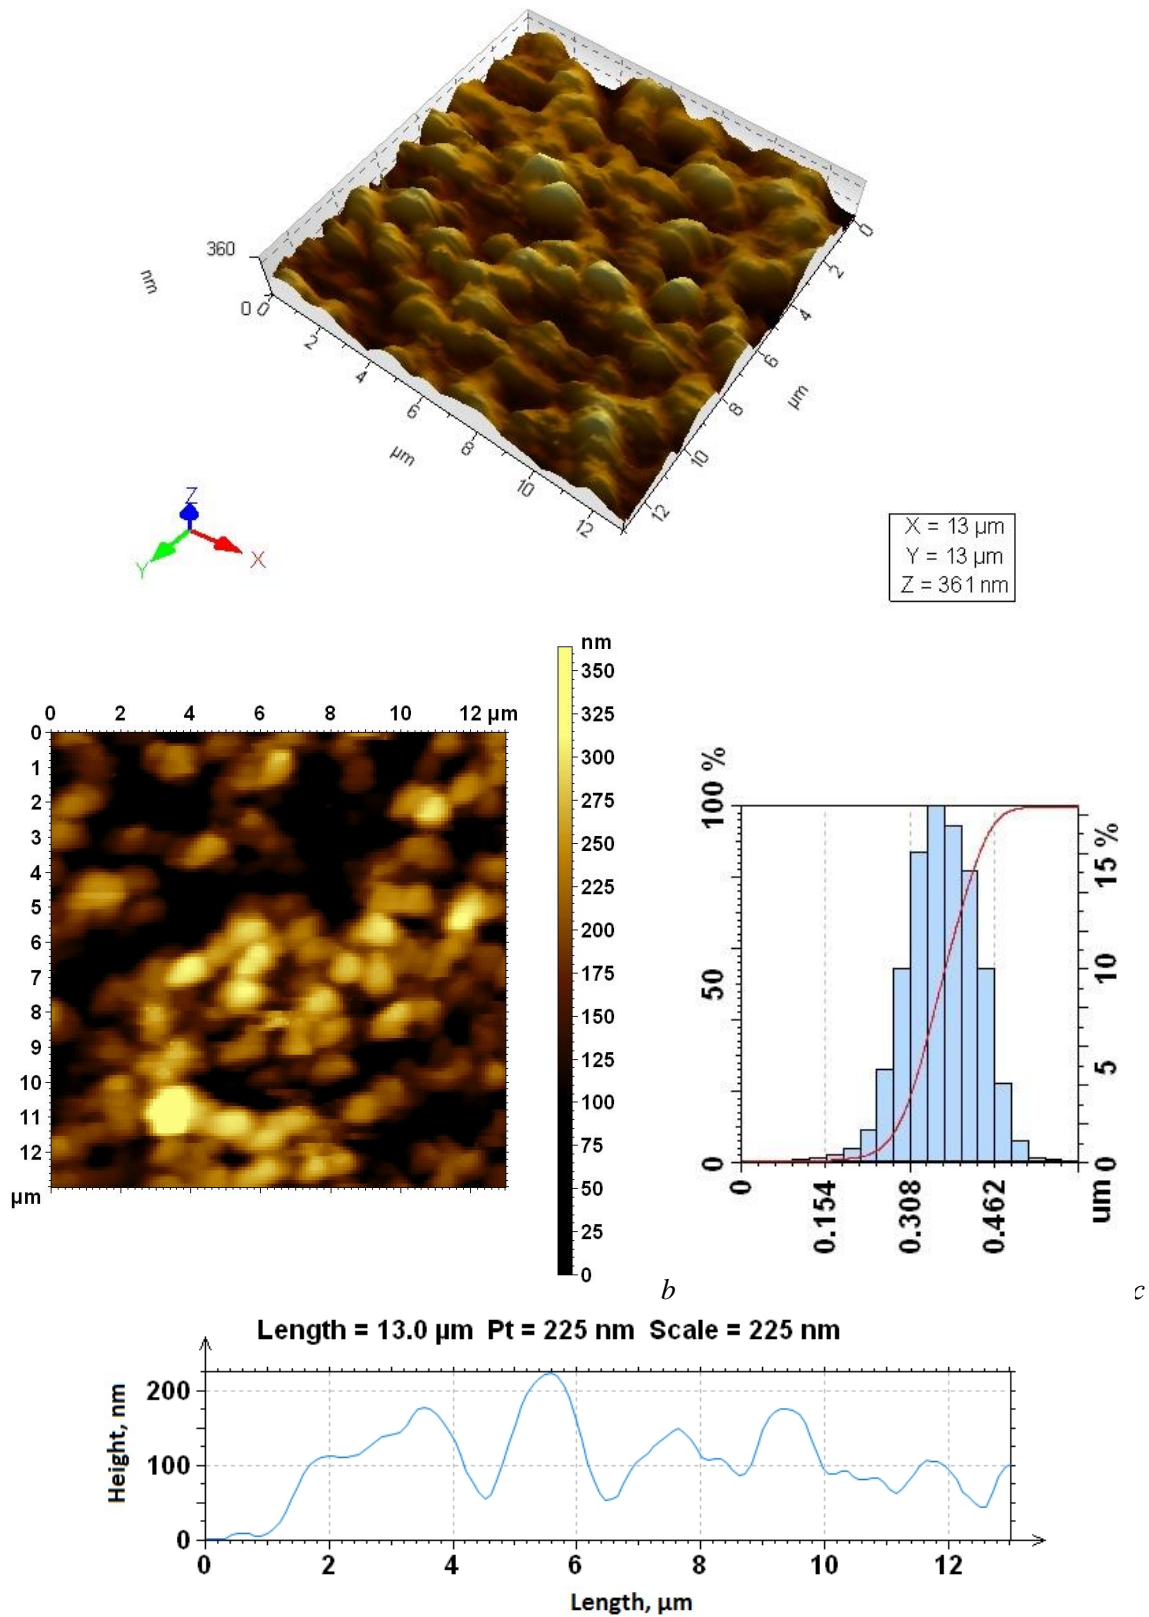 360
nm
0 0
2
4
6
8
10
12
µm
0
2
4
6
8
10
12
µm
Z
Y
X
X = 13 µm
Y = 13 µm
Z = 361 nm
nm
350
325
300
275
250
225
200
175
150
125
100
75
50
25
0
0 2 4 6 8 10 12 µm
0
1
2
3
4
5
6
7
8
9
10
11
12
µm
100 %
50
0
15 %
10
5
0
0 0.154 0.308 0.462 um
b
c
Length = 13.0 µm Pt = 225 nm Scale = 225 nm
Height, nm
200
100
0
0 2 4 6 8 10 12
Length, µm